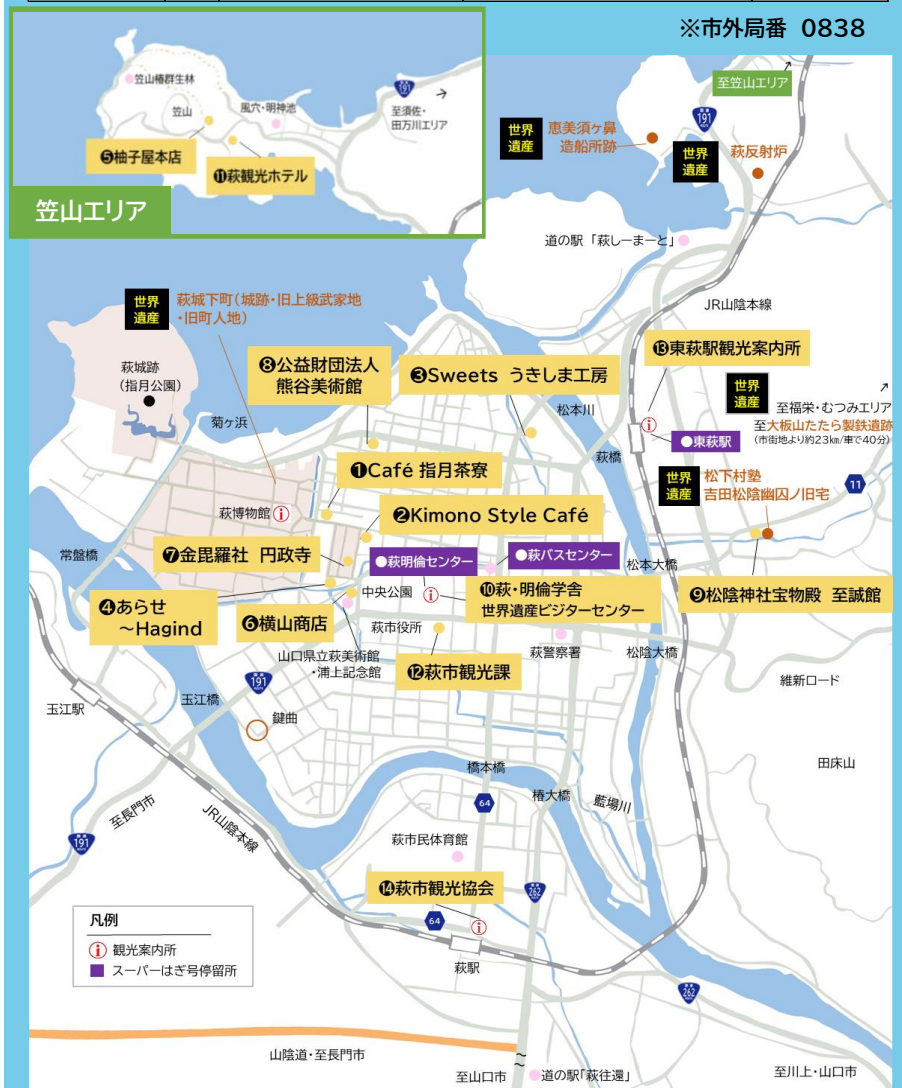 ※市外局番 0838
笠山椿群生林
笠山
風穴・明神池
191
至須佐・
田万川エリア
❺柚子屋本店
⓫萩観光ホテル
笠山エリア
至笠山エリア
191
世界
遺産
恵美須ヶ鼻
造船所跡
世界
遺産
萩反射炉
道の駅「萩しーまーと」
JR山陰本線
世界
遺産
萩城下町(城跡・旧上級武家地
・旧町人地)
萩城跡
(指月公園)
菊ヶ浜
❽公益財団法人
熊谷美術館
❸Sweets うきしま工房
⓭東萩駅観光案内所
松本川
萩橋
●東萩駅
世界
遺産
至福栄・むつみエリア
至大板山たたら製鉄遺跡
(市街地より約23㎞/車で40分)
世界
遺産
松下村塾
吉田松陰幽囚ノ旧宅
11
❶Café 指月茶寮
萩博物館
❷Kimono Style Café
❼金毘羅社 円政寺
●萩明倫センター
●萩バスセンター
松本大橋
常盤橋
中央公園
❿萩・明倫学舎
世界遺産ビジターセンター
❾松陰神社宝物殿 至誠館
❹あらせ
~Hagind
❻横山商店
萩市役所
山口県立萩美術館
・浦上記念館
⓬萩市観光課
萩警察署
松陰大橋
維新ロード
191
玉江橋
玉江駅
鍵曲
田床山
橋本橋
64
椿大橋
藍場川
至長門市
191
JR山陰本線
萩市民体育館
⓮萩市観光協会
262
64
萩駅
凡例
観光案内所
スーパーはぎ号停留所
262
山陰道・至長門市
至山口市
道の駅「萩往還」
至川上・山口市